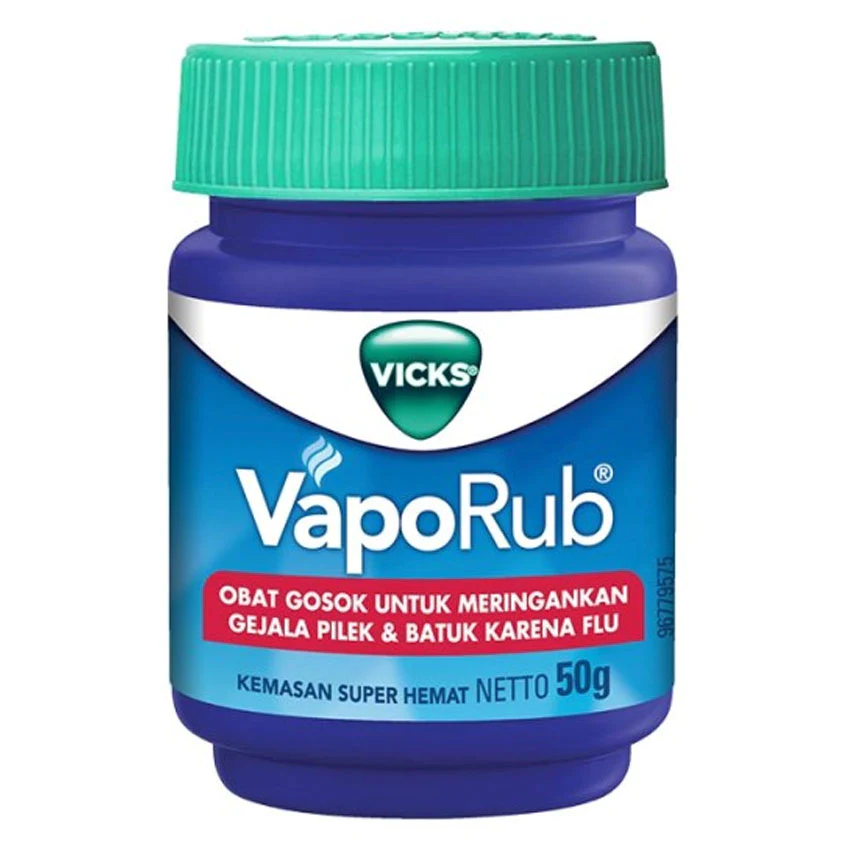 VICKS®
VapoRub®
OBAT GOSOK UNTUK MERINGANKAN
GEJALA PILEK & BATUK KARENA FLU
KEMASAN SUPER HEMAT NETTO 50g
96779575